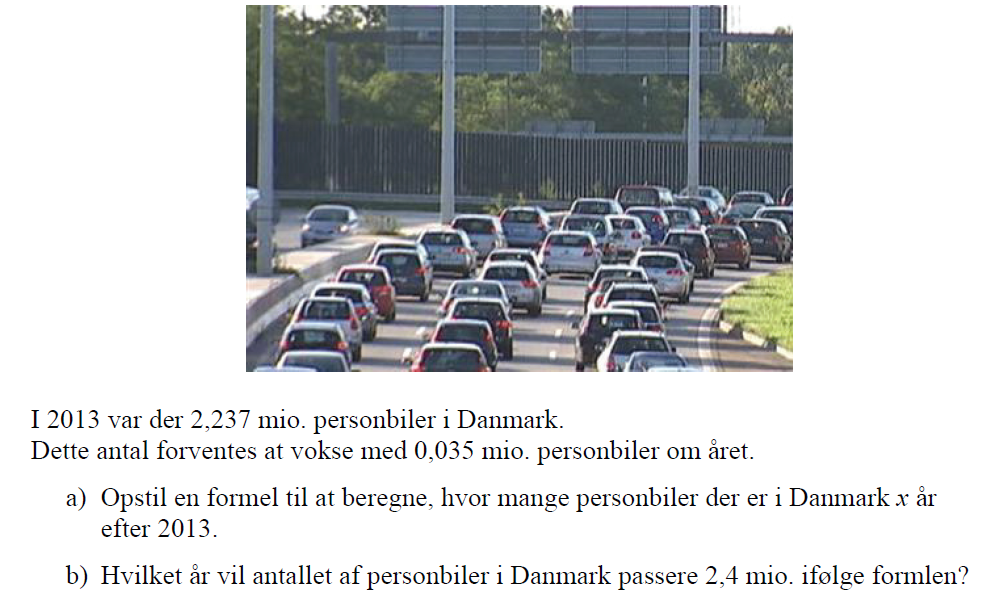 I 2013 var der 2,237 mio. personbiler i Danmark.
Dette antal forventes at vokse med 0,035 mio. personbiler om året.
a) Opstil en formel til at beregne, hvor mange personbiler der er i Danmark x år
efter 2013.
b) Hvilket år vil antallet af personbiler i Danmark passere 2,4 mio. ifølge formlen?